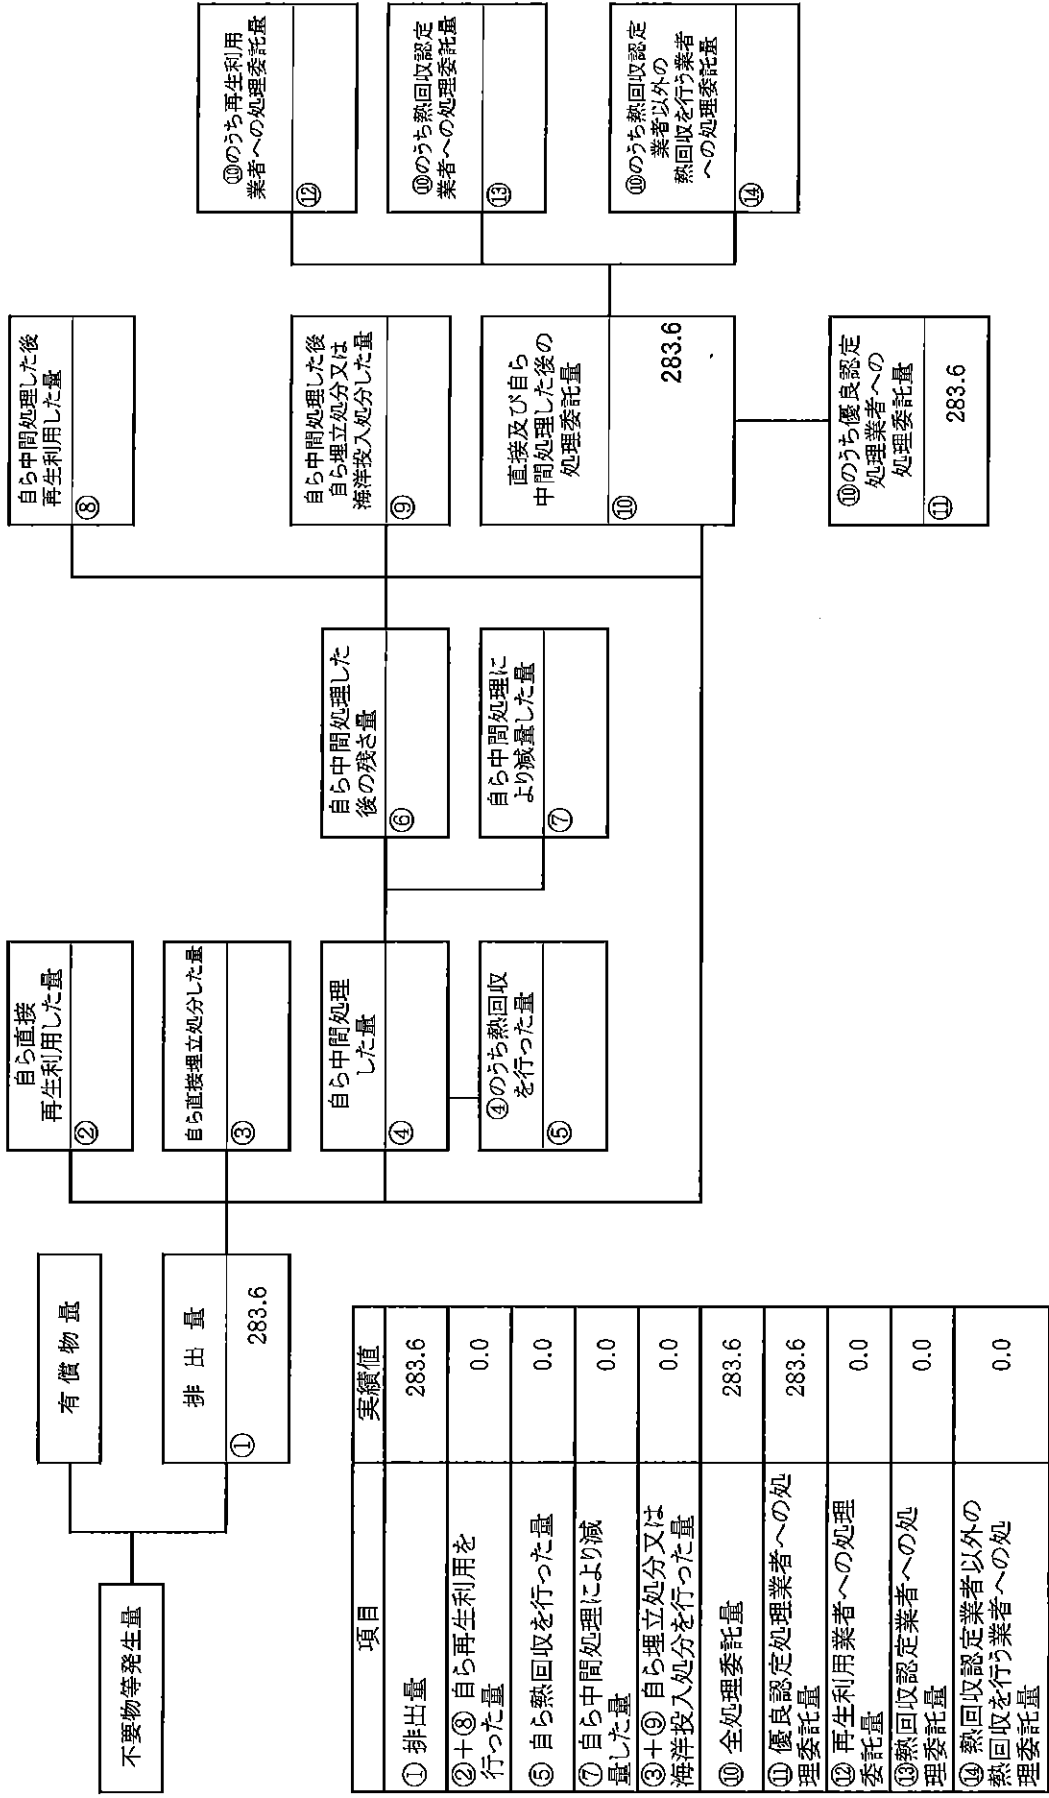 不要物等発生量
有償物量
排出量
①
283.6
自ら直接
再生利用した量
②
自ら直接埋立処分した量
③
自ら中間処理
した量
④
④のうち熱回収
を行った量
⑤
自ら中間処理した
後の残さ量
⑥
自ら中間処理に
より減量した量
⑦
自ら中間処理した後
再生利用した量
⑧
自ら中間処理した後
自ら埋立処分又は
海洋投入処分した量
⑨
直接及び自ら
中間処理した後の
処理委託量
⑩
283.6
⑩のうち優良認定
処理業者への
処理委託量
⑪
283.6
⑩のうち再生利用
業者への処理委託量
⑫
⑩のうち熱回収認定
業者への処理委託量
⑬
⑩のうち熱回収認定
業者以外の
熱回収を行う業者
への処理委託量
⑭
項目 実績値
①排出量 283.6
②+⑧ 自ら再生利用を
行った量 0.0
⑤ 自ら熱回収を行った量 0.0
⑦ 自ら中間処理により減
量した量 0.0
③+⑨ 自ら埋立処分又は
海洋投入処分を行った量 0.0
⑩ 全処理委託量 283.6
⑪ 優良認定処理業者への処
理委託量 283.6
⑫ 再生利用業者への処理
委託量 0.0
⑬熱回収認定業者への処
理委託量 0.0
⑭ 熱回収認定業者以外の
熱回収を行う業者への処
理委託量 0.0